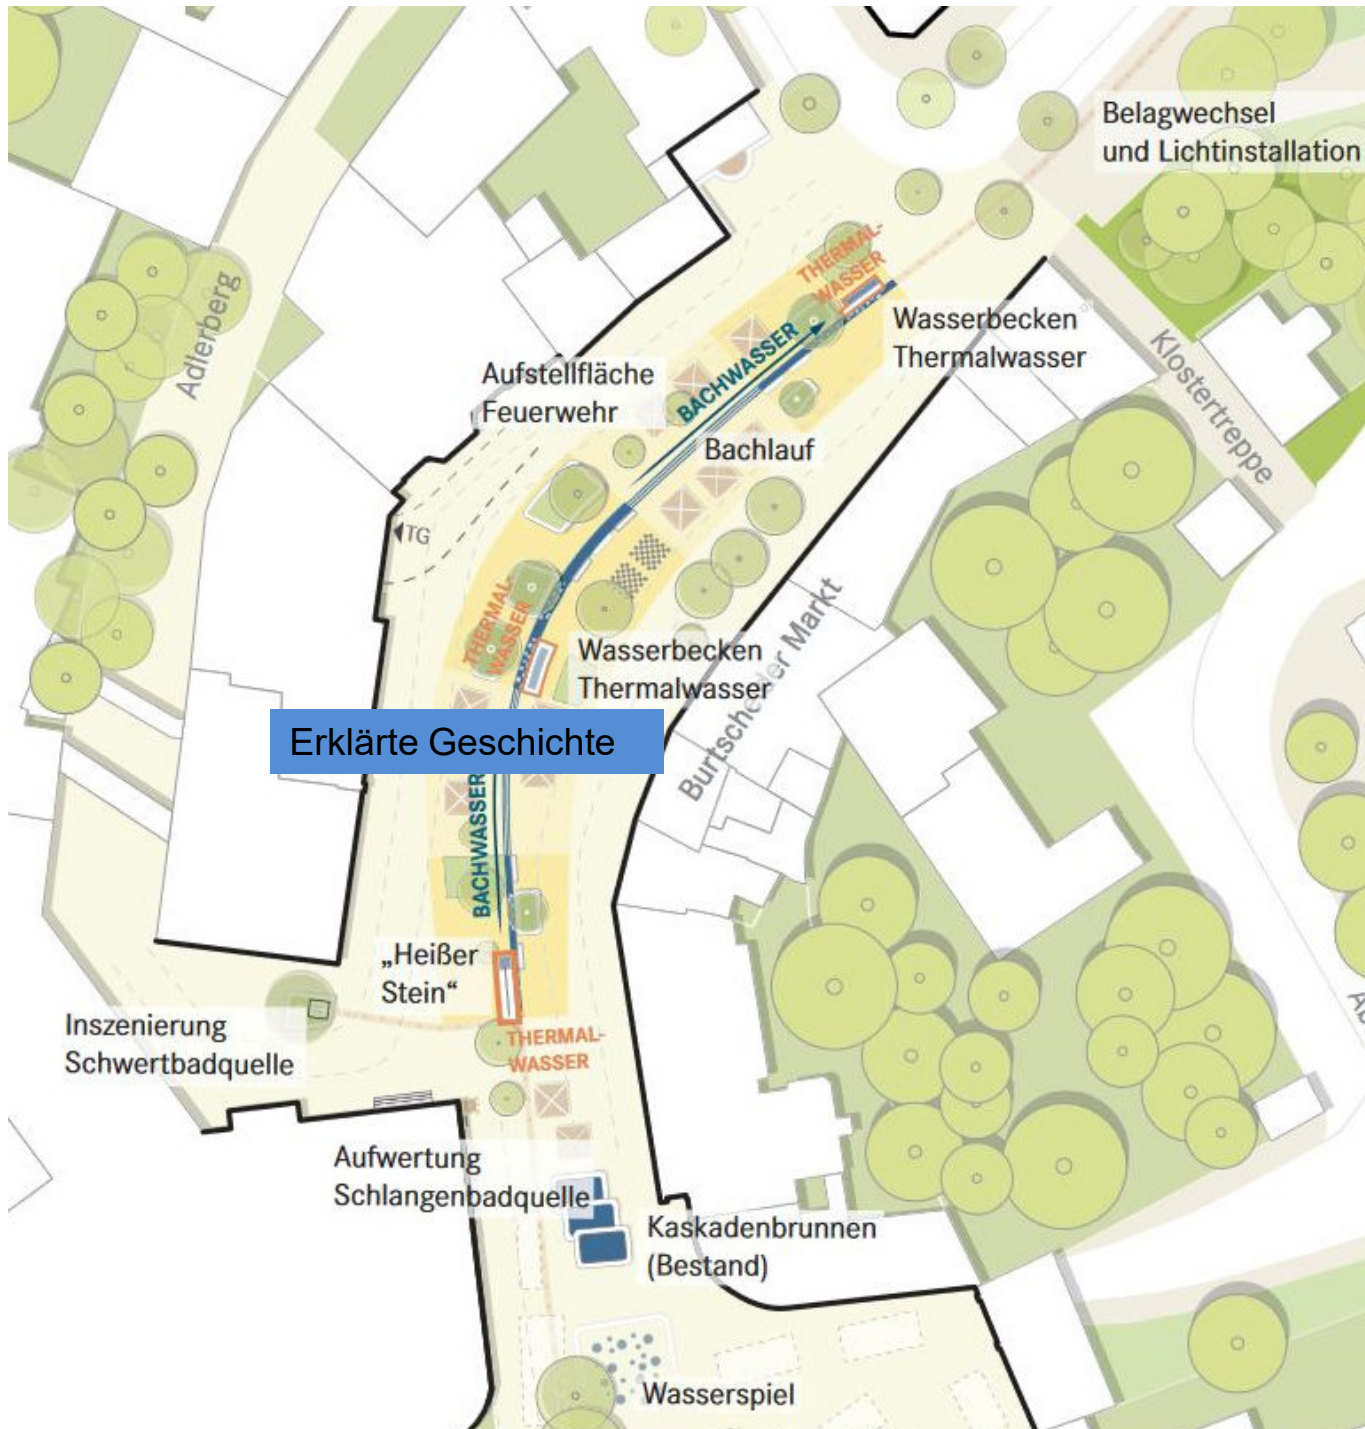 Belagwechsel
und Lichtinstallation
Adlerberg
THERMAL-
WASSER
Wasserbecken
Thermalwasser
Klostertreppe
Aufstellfläche
Feuerwehr
BACHWASSER
Bachlauf
TG
THERMAL-
WASSER
Wasserbecken
Thermalwasser
Burtscheider Markt
Erklärte Geschichte
BACHWASSER
„Heißer
Stein“
Inszenierung
Schwertbadquelle
THERMAL-
WASSER
Aufwertung
Schlangenbadquelle
Kaskadenbrunnen
(Bestand)
Wasserspiel